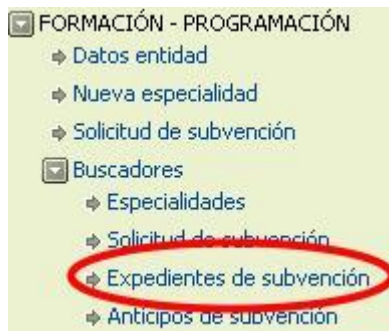 FORMACIÓN - PROGRAMACIÓN
Datos entidad
Nueva especialidad
Solicitud de subvención
Buscadores
Especialidades
Solicitud de subvención
Expedientes de subvención
Anticipos de subvención